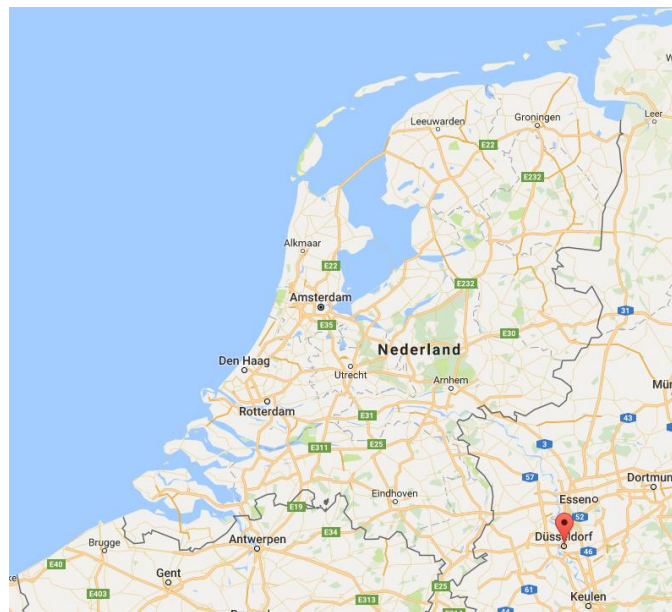 Leeuwarden
Groningen
Leer
E22
E232
Alkmaar
E22
Amsterdam
E232
31
E35
E30
Nederland
Den Haag
Utrecht
Arnhem
Rotterdam
E31
43
E311
E25
3
57
Dortmun
Eindhoven
Essen
E19
52
E34
Düsseldorf
Brugge
Antwerpen
46
E40
Gent
E25
E403
61
E313
Keulen